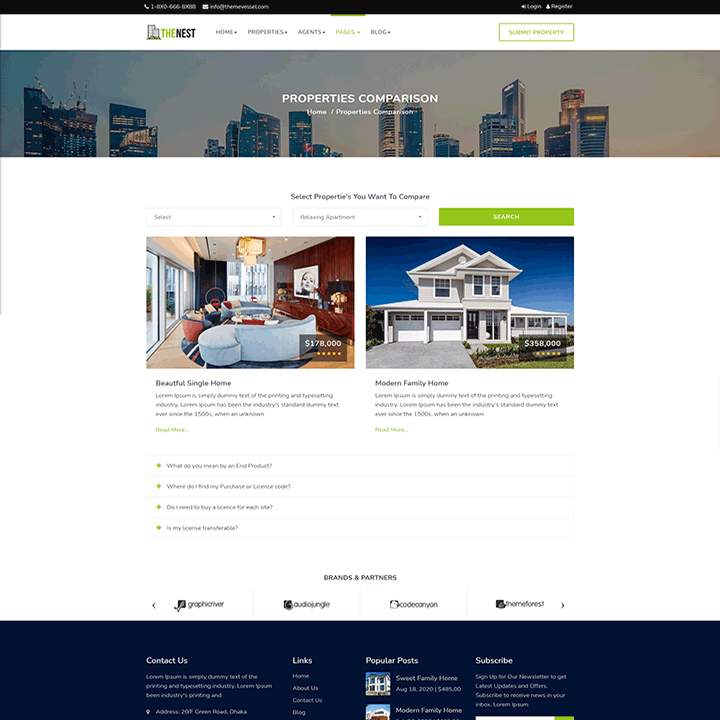 1-8X0-666-8X88 info@themevessel.com Login Register
THENEST HOME PROPERTIES AGENTS PAGES BLOG SUBMIT PROPERTY
PROPERTIES COMPARISON
Home / Properties Comparison
Select Propertie's You Want To Compare
Select Relaxing Apartment SEARCH
$178,000 $358,000
Beautful Single Home
Lorem Ipsum is simply dummy text of the printing and typesetting
industry. Lorem Ipsum has been the industry's standard dummy text
ever since the 1500s, when an unknown
Read More...
Modern Family Home
Lorem Ipsum is simply dummy text of the printing and typesetting
industry. Lorem Ipsum has been the industry's standard dummy text
ever since the 1500s, when an unknown
Read More...
What do you mean by an End Product?
Where do I find my Purchase or License code?
Do I need to buy a licence for each site?
Is my license transferable?
BRANDS & PARTNERS
graphicriver audiojungle codecanyon themeforest
Contact Us
Lorem Ipsum is simply dummy text of the
printing and typesetting industry. Lorem Ipsum
has been the industry. Lorem Ipsum has
printing and typesetting and
Address: 20/F Green Road, Dhaka
Links
Home
About Us
Contact Us
Blog
Popular Posts
Sweet Family Home
Aug 18, 2020 | $485,00
Modern Family Home
Subscribe
Sign Up for Our Newsletter to get
Latest Updates and Offers.
Subscribe to receive news in your
inbox. Lorem Ipsum